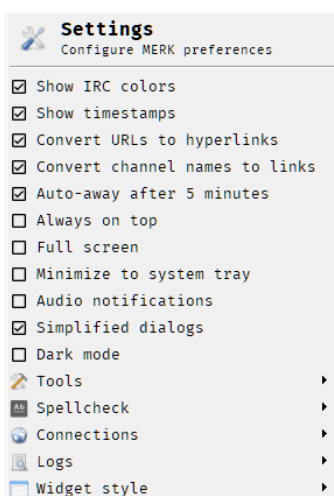 Settings
Configure MERK preferences
Show IRC colors
Show timestamps
Convert URLs to hyperlinks
Convert channel names to links
Auto-away after 5 minutes
Always on top
Full screen
Minimize to system tray
Audio notifications
Simplified dialogs
Dark mode
Tools
Ab Spellcheck
Connections
Logs
Widget style